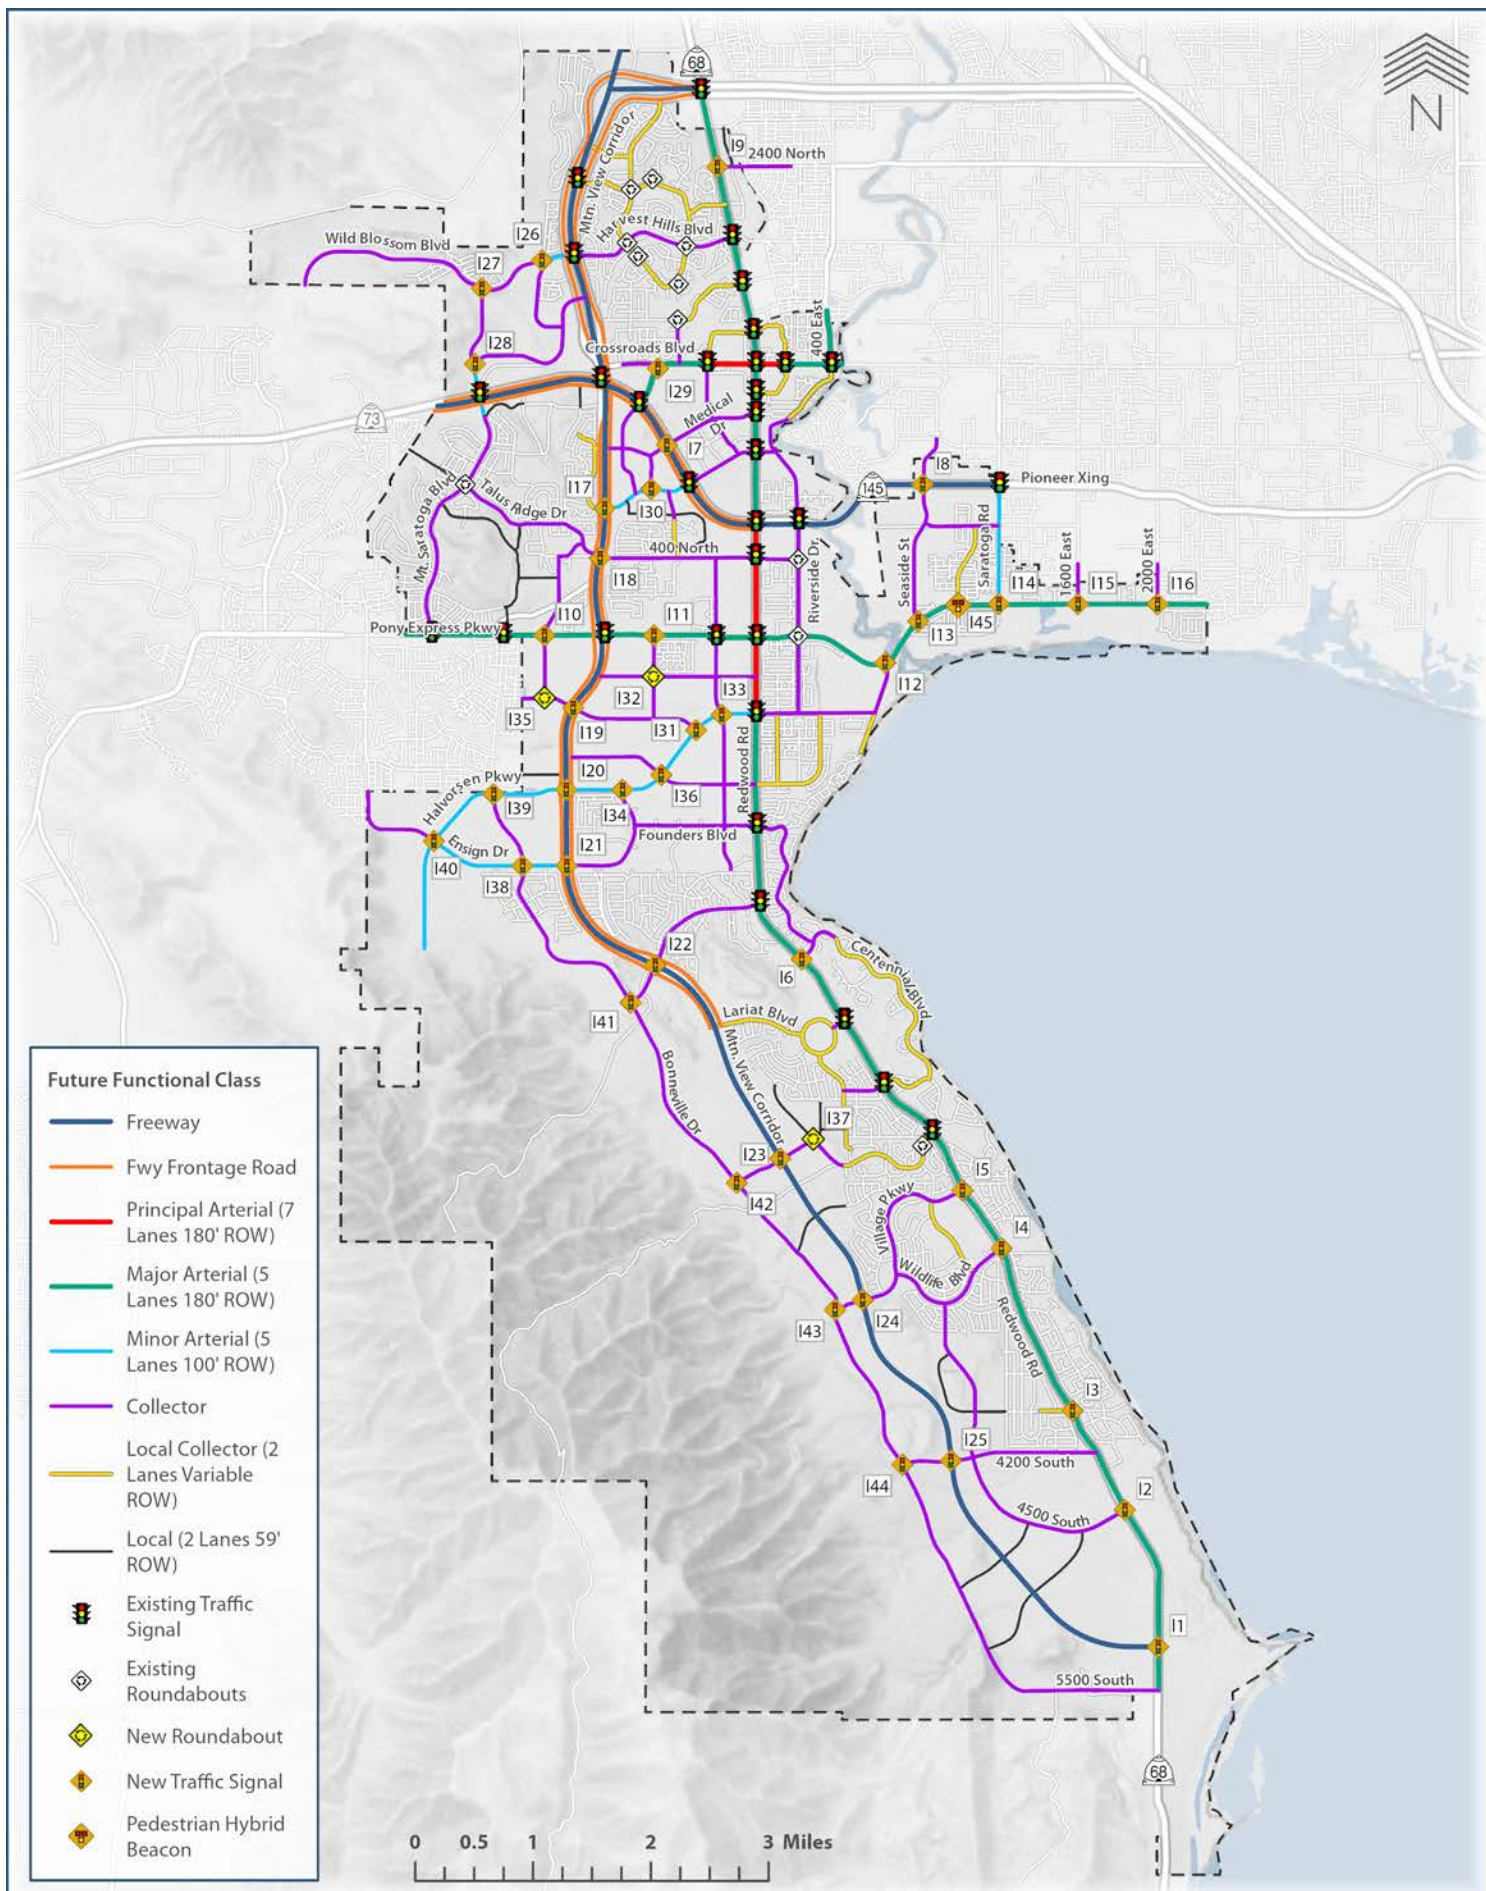 68
N
I9
2400 North
Mtn. View Corridor
Harvest Hills Blvd
I26
Wild Blossom Blvd
I27
400 East
I28
Crossroads Blvd
I29
73
Medical Dr
I7
I8
Pioneer Xing
145
I17
Mt. Saratoga Blvd
Talus Ridge Dr
I30
400 North
Riverside Dr.
Seaside St
Saratoga Rd
1600 East
2000 East
I18
I14
I15
I16
I10
I11
I13
I45
Pony Express Pkwy
I12
I32
I33
I35
I19
I31
Redwood Rd
I20
Halvorsen Pkwy
I39
I34
I36
Founders Blvd
I21
Ensign Dr
I40
I38
I22
I6
Centennial Blvd
I41
Lariat Blvd
Mtn. View Corridor
Bonneville Dr
I37
I23
I42
I5
Village Pkwy
I4
Wildlife Blvd
I43
I24
Redwood Rd
I3
I25
4200 South
I44
I2
4500 South
I1
5500 South
68
Future Functional Class
Freeway
Fwy Frontage Road
Principal Arterial (7
Lanes 180' ROW)
Major Arterial (5
Lanes 180' ROW)
Minor Arterial (5
Lanes 100' ROW)
Collector
Local Collector (2
Lanes Variable
ROW)
Local (2 Lanes 59'
ROW)
Existing Traffic
Signal
Existing
Roundabouts
New Roundabout
New Traffic Signal
Pedestrian Hybrid
Beacon
0 0.5 1 2 3 Miles